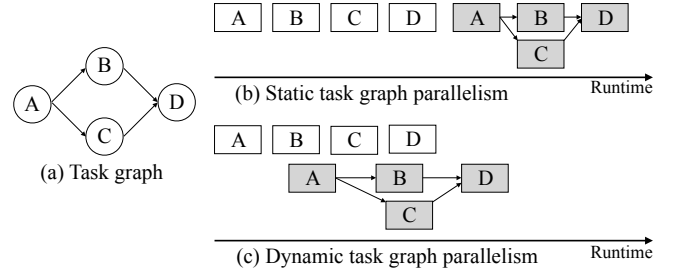 A
B
C
D
(a) Task graph
A B C D A B D
C
Runtime
(b) Static task graph parallelism
A B C D
A B D
C
Runtime
(c) Dynamic task graph parallelism